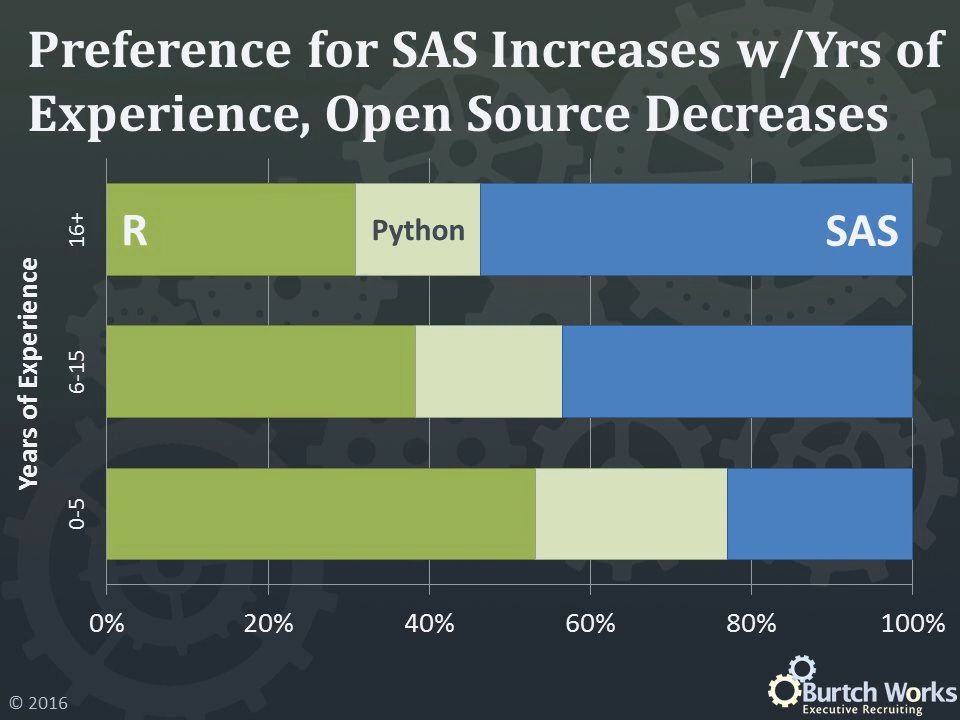 Preference for SAS Increases w/Yrs of
Experience, Open Source Decreases
Years of Experience
16+
R
Python
SAS
6-15
0-5
0%
20%
40%
60%
80%
100%
© 2016
Burtch Works
Executive Recruiting